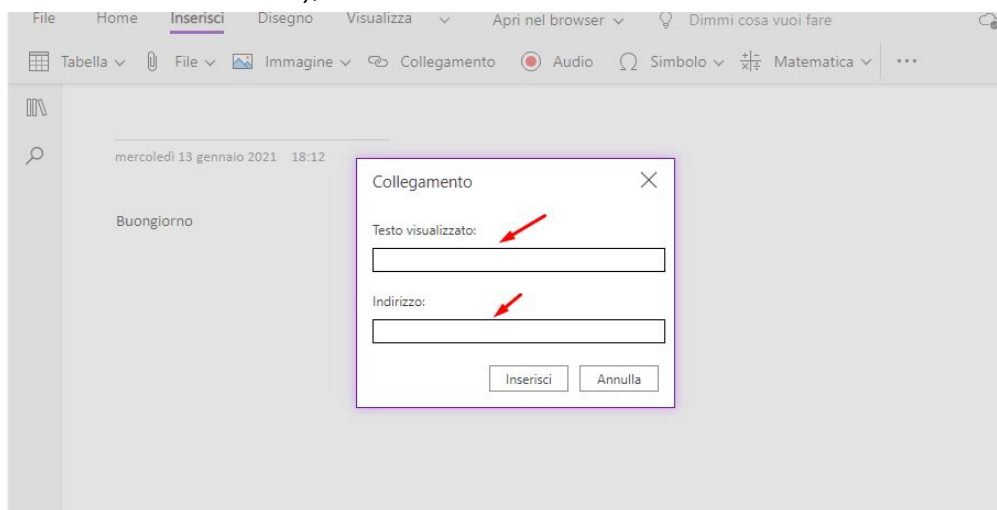 File Home Inserisci Disegno Visualizza Apri nel browser Dimmi cosa vuoi fare
Tabella File Immagine Collegamento Audio Simbolo Matematica ...
mercoledì 13 gennaio 2021 18:12
Buongiorno
Collegamento
Testo visualizzato:
Indirizzo:
Inserisci Annulla